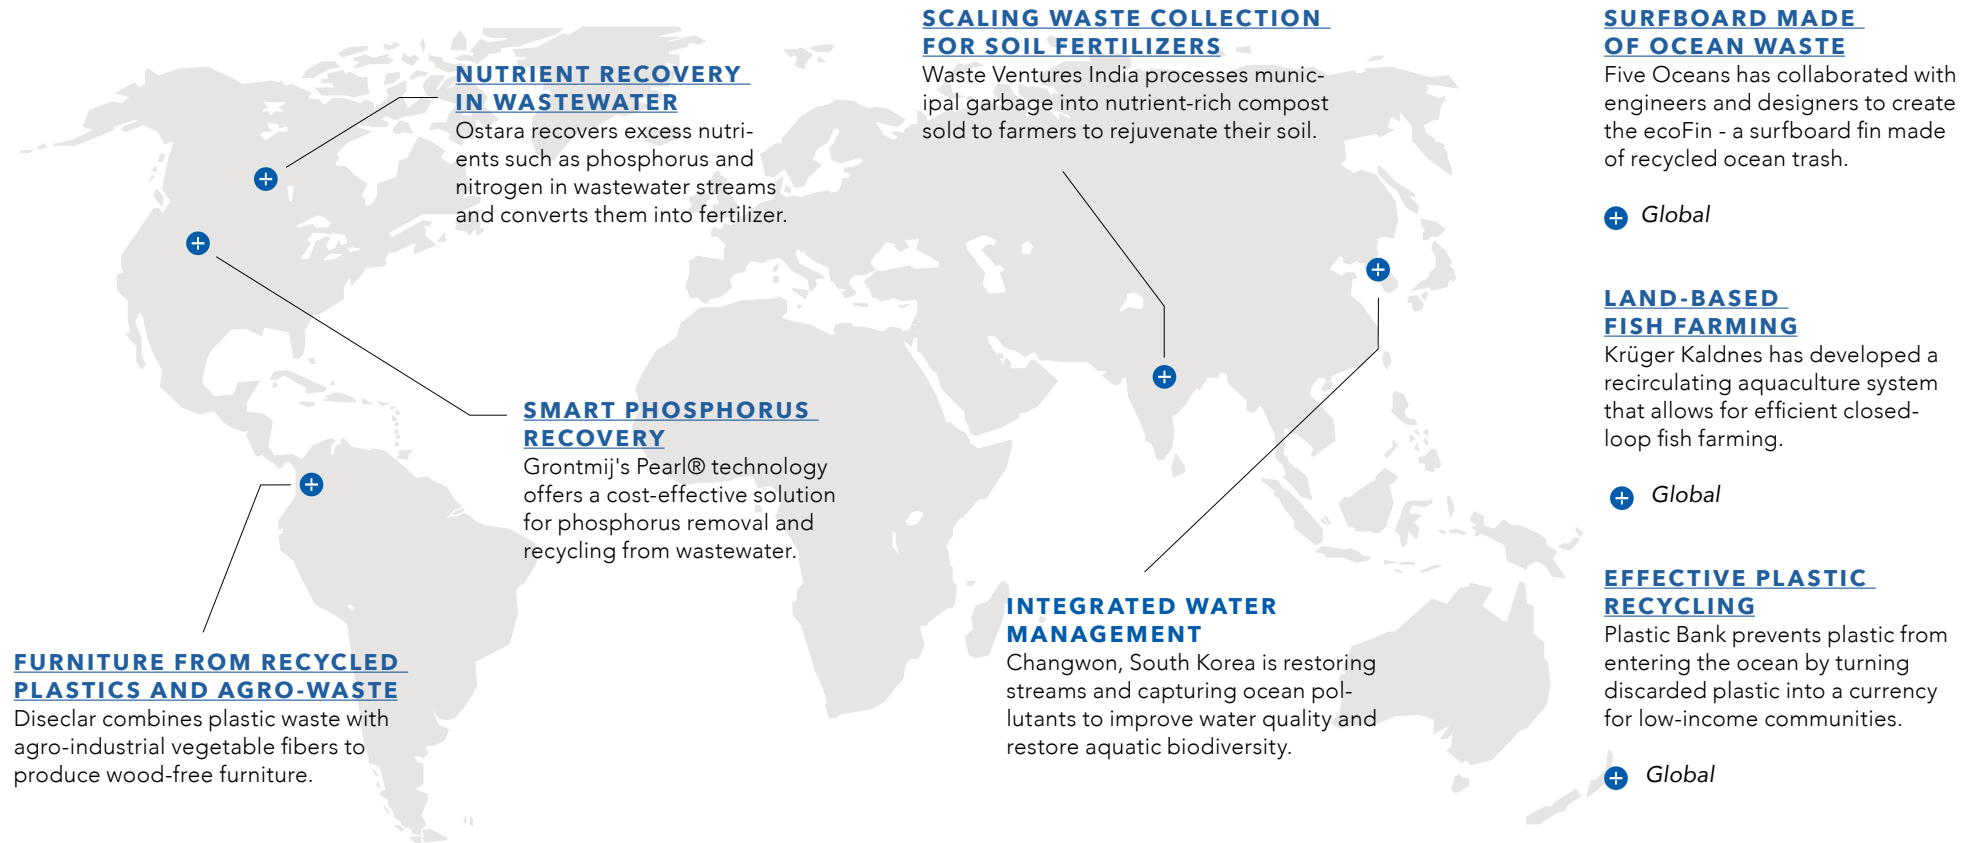 NUTRIENT RECOVERY
IN WASTEWATER
Ostara recovers excess nutri-
ents such as phosphorus and
nitrogen in wastewater streams
and converts them into fertilizer.
SCALING WASTE COLLECTION
FOR SOIL FERTILIZERS
Waste Ventures India processes munic-
ipal garbage into nutrient-rich compost
sold to farmers to rejuvenate their soil.
SURFBOARD MADE
OF OCEAN WASTE
Five Oceans has collaborated with
engineers and designers to create
the ecoFin - a surfboard fin made
of recycled ocean trash.
Global
LAND-BASED
FISH FARMING
Krüger Kaldnes has developed a
recirculating aquaculture system
that allows for efficient closed-
loop fish farming.
Global
SMART PHOSPHORUS
RECOVERY
Grontmij's Pearl® technology
offers a cost-effective solution
for phosphorus removal and
recycling from wastewater.
FURNITURE FROM RECYCLED
PLASTICS AND AGRO-WASTE
Diseclar combines plastic waste with
agro-industrial vegetable fibers to
produce wood-free furniture.
INTEGRATED WATER
MANAGEMENT
Changwon, South Korea is restoring
streams and capturing ocean pol-
lutants to improve water quality and
restore aquatic biodiversity.
EFFECTIVE PLASTIC
RECYCLING
Plastic Bank prevents plastic from
entering the ocean by turning
discarded plastic into a currency
for low-income communities.
Global